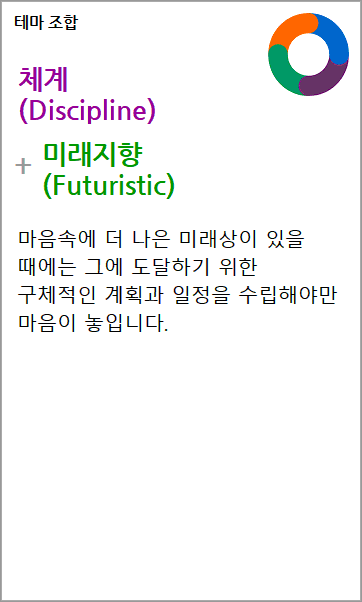 테마 조합
체계
(Discipline)
+ 미래지향
(Futuristic)
마음속에 더 나은 미래상이 있을
때에는 그에 도달하기 위한
구체적인 계획과 일정을 수립해야만
마음이 놓입니다.